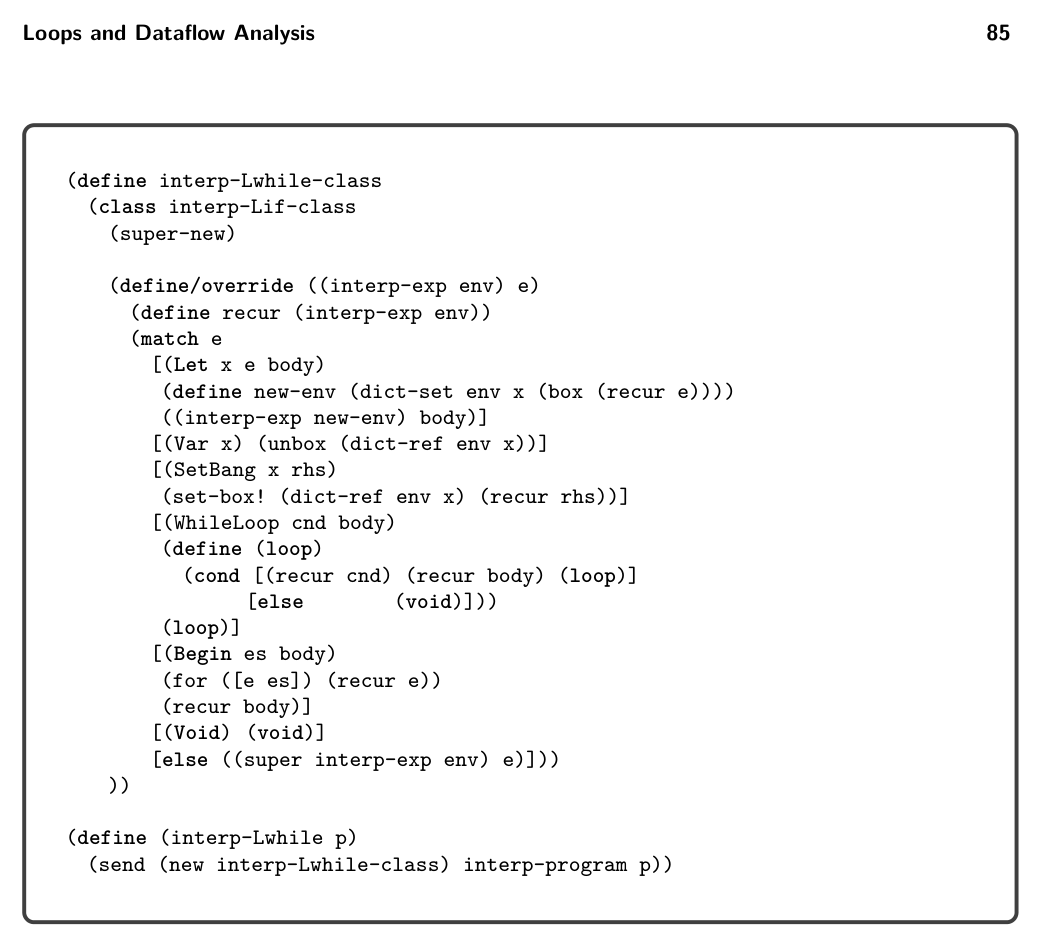 Loops and Dataflow Analysis 85
(define interp-Lwhile-class
  (class interp-Lif-class
    (super-new)

    (define/override ((interp-exp env) e)
      (define recur (interp-exp env))
      (match e
        [(Let x e body)
         (define new-env (dict-set env x (box (recur e))))
         ((interp-exp new-env) body)]
        [(Var x) (unbox (dict-ref env x))]
        [(SetBang x rhs)
         (set-box! (dict-ref env x) (recur rhs))]
        [(WhileLoop cnd body)
         (define (loop)
           (cond [(recur cnd) (recur body) (loop)]
                 [else         (void)]))
         (loop)]
        [(Begin es body)
         (for ([e es]) (recur e))
         (recur body)]
        [(Void) (void)]
        [else ((super interp-exp env) e)]))
    ))

(define (interp-Lwhile p)
  (send (new interp-Lwhile-class) interp-program p))